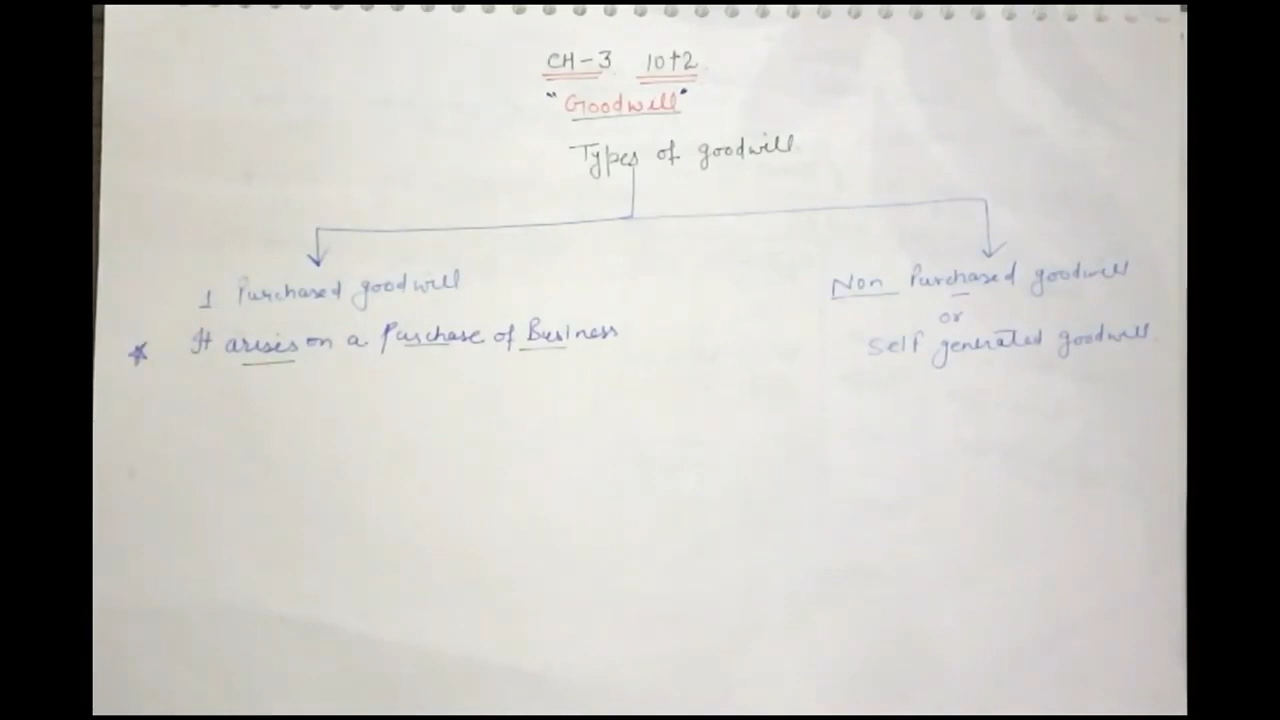 CH-3 10+2
"Goodwill"
Types of goodwill
1 Purchased goodwill
* It arises on a Purchase of Business
Non Purchased goodwill
or
Self generated goodwill